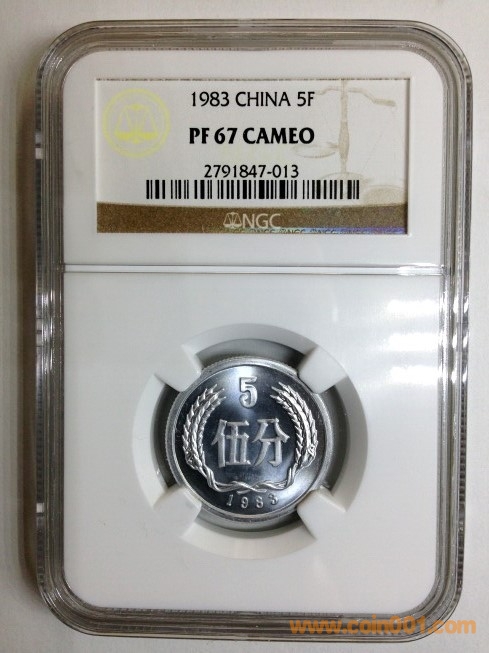 1983 CHINA 5F
PF 67 CAMEO
2791847-013
NGC
5
伍分
1983
www.coin001.com